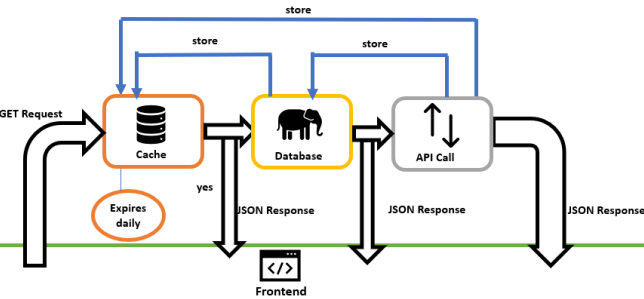 store
store
store
GET Request
Cache
Database
API Call
yes
Expires
daily
JSON Response
JSON Response
JSON Response
</>
Frontend